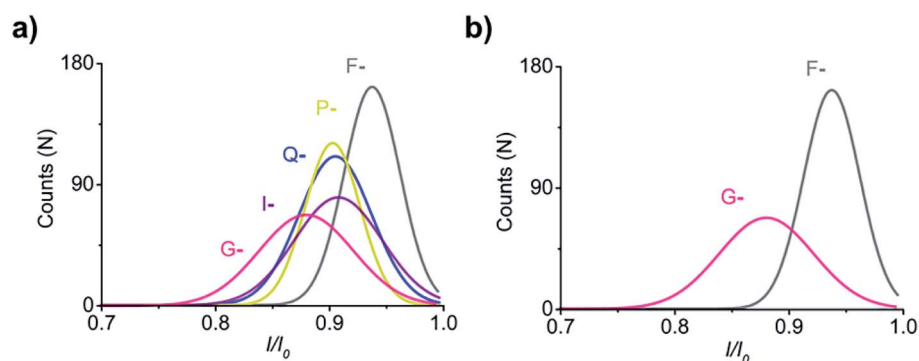 a)
180
90
0
Counts (N)
F-
P-
Q-
I-
G-
0.7 0.8 0.9 1.0
I/I₀
b)
180
90
0
Counts (N)
F-
G-
0.7 0.8 0.9 1.0
I/I₀